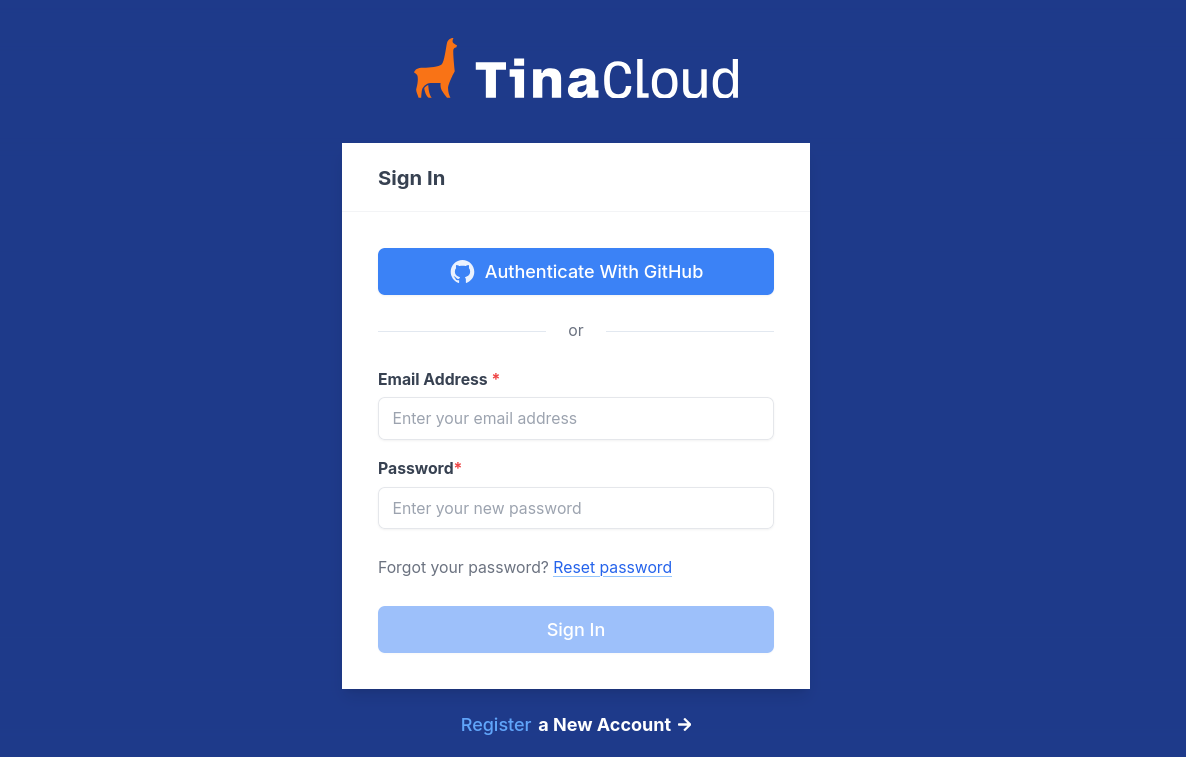 TinaCloud
Sign In
Authenticate With GitHub
or
Email Address *
Enter your email address
Password*
Enter your new password
Forgot your password? Reset password
Sign In
Register a New Account →